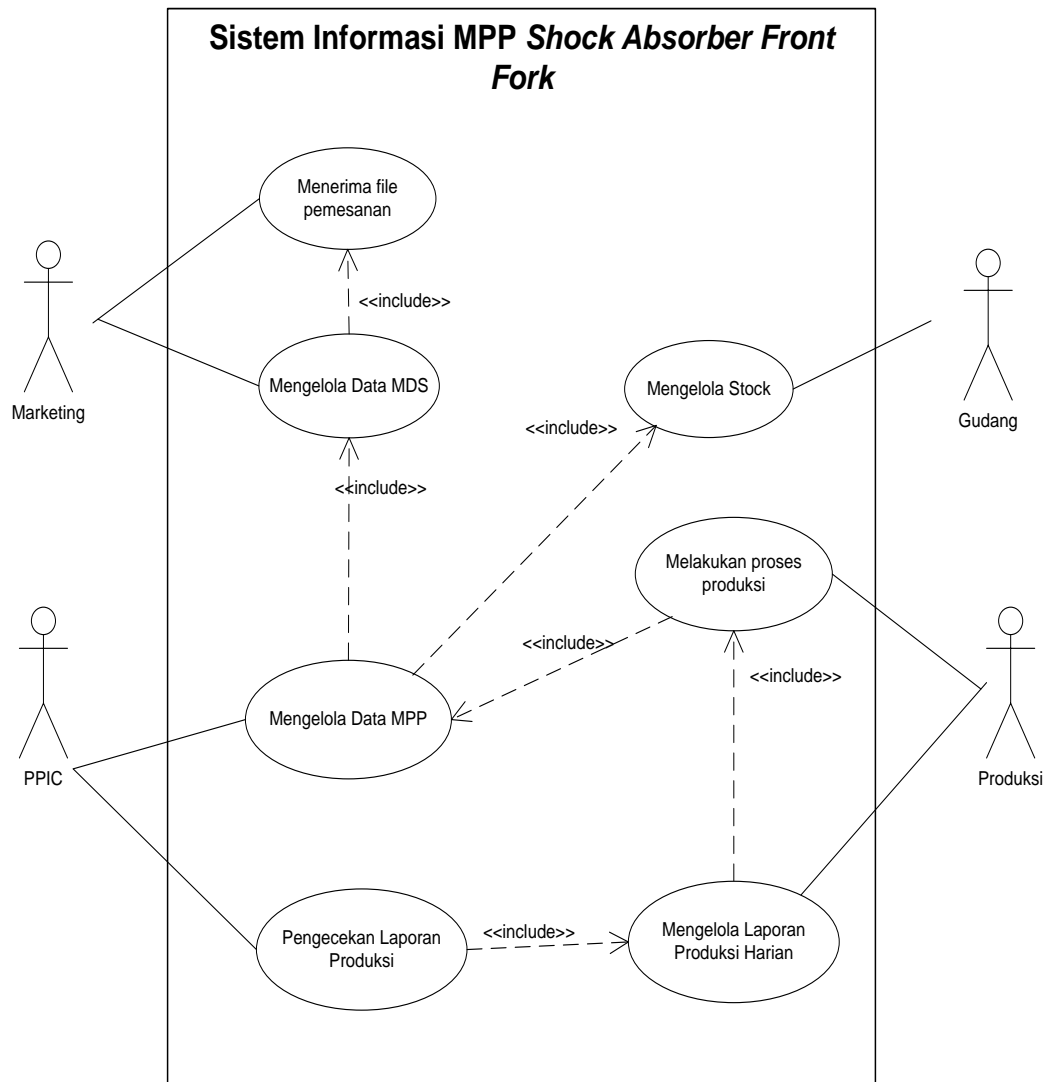 Sistem Informasi MPP Shock Absorber Front
Fork
Menerima file
pemesanan
<<include>>
Marketing
Mengelola Data MDS
Mengelola Stock
Gudang
<<include>>
<<include>>
Melakukan proses
produksi
<<include>>
<<include>>
Mengelola Data MPP
PPIC
Produksi
Pengecekan Laporan
Produksi
<<include>>
Mengelola Laporan
Produksi Harian